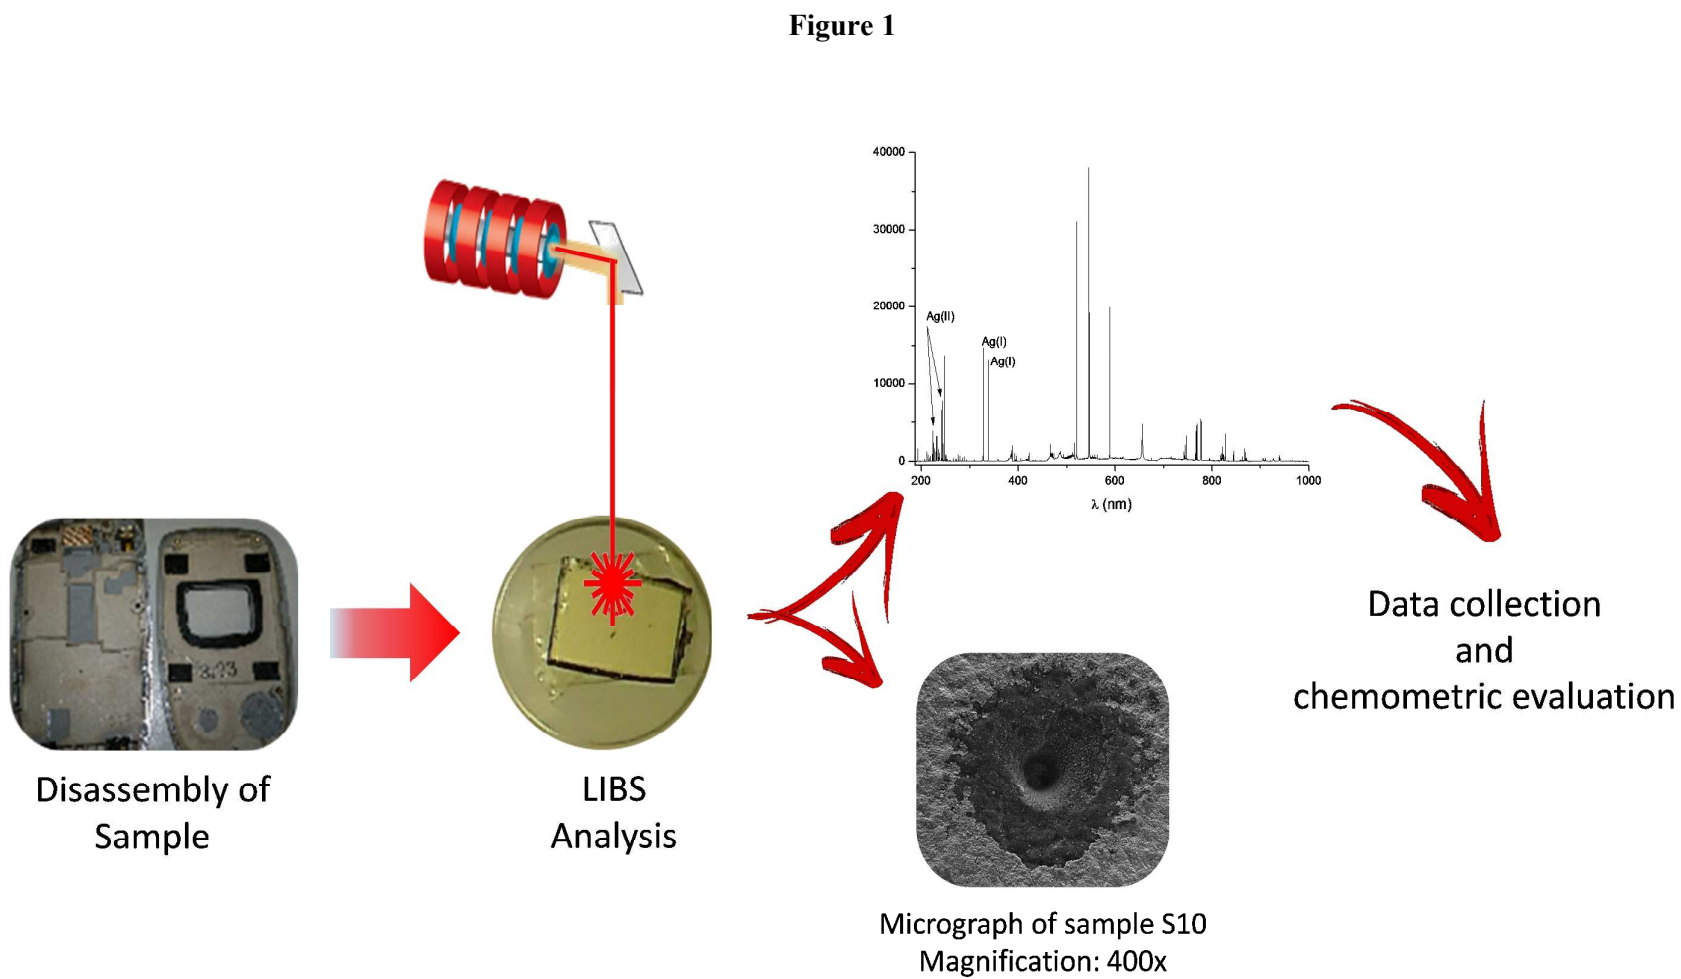 Figure 1
40000
30000
20000
10000
0
Ag(II)
Ag(I)
Ag(I)
200 400 600 800 1000
λ (nm)
Disassembly of
Sample
LIBS
Analysis
Data collection
and
chemometric evaluation
Micrograph of sample S10
Magnification: 400x